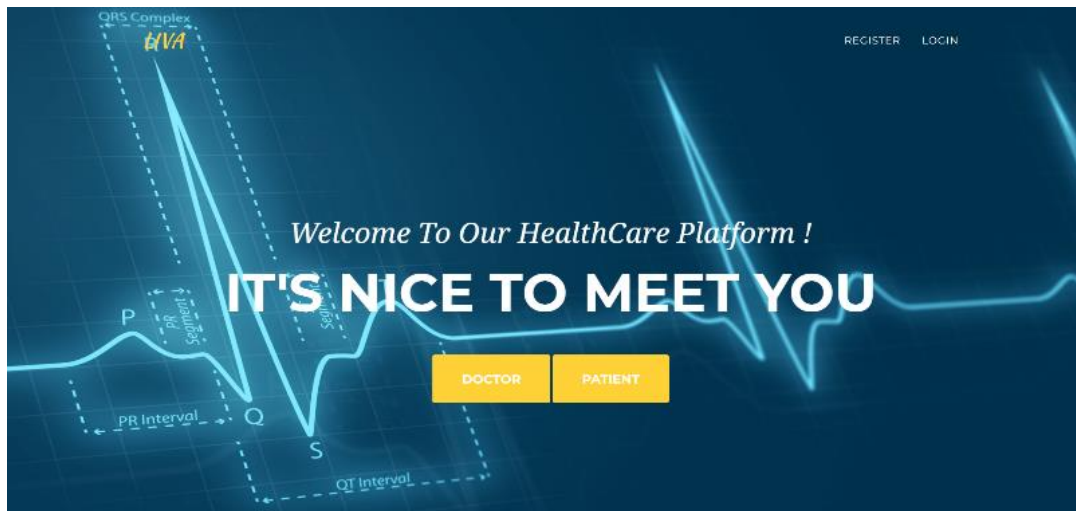 QRS Complex
REGISTER LOGIN
Welcome To Our HealthCare Platform !
IT'S NICE TO MEET YOU
P
PR
Segment
DOCTOR PATIENT
PR Interval
Q
S
QT Interval